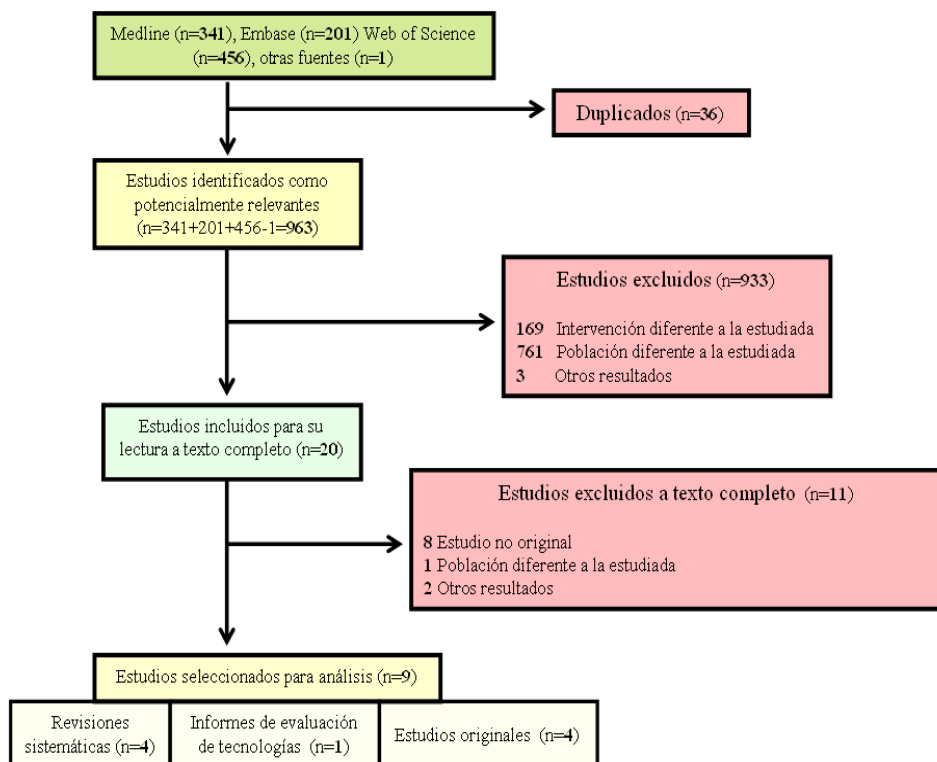 Medline (n=341), Embase (n=201) Web of Science
(n=456), otras fuentes (n=1)
Duplicados (n=36)
Estudios identificados como
potencialmente relevantes
(n=341+201+456-1=963)
Estudios excluidos (n=933)
169 Intervención diferente a la estudiada
761 Población diferente a la estudiada
3 Otros resultados
Estudios incluidos para su
lectura a texto completo (n=20)
Estudios excluidos a texto completo (n=11)
8 Estudio no original
1 Población diferente a la estudiada
2 Otros resultados
Estudios seleccionados para análisis (n=9)
Revisiones
sistemáticas (n=4)
Informes de evaluación
de tecnologías (n=1)
Estudios originales (n=4)